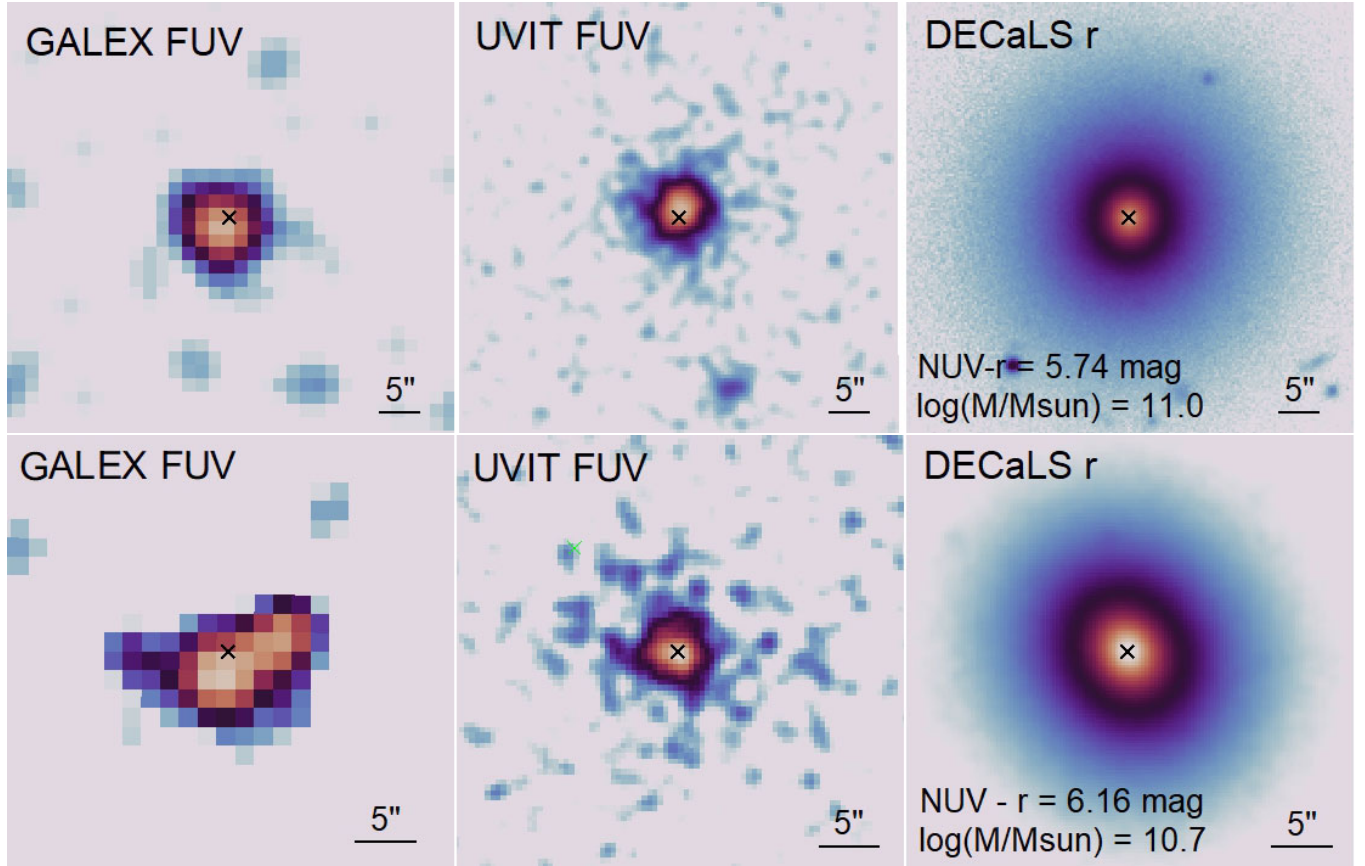 GALEX FUV
UVIT FUV
DECaLS r
5"
5"
NUV-r = 5.74 mag
log(M/Msun) = 11.0
5"
GALEX FUV
UVIT FUV
DECaLS r
5"
5"
NUV - r = 6.16 mag
log(M/Msun) = 10.7
5"